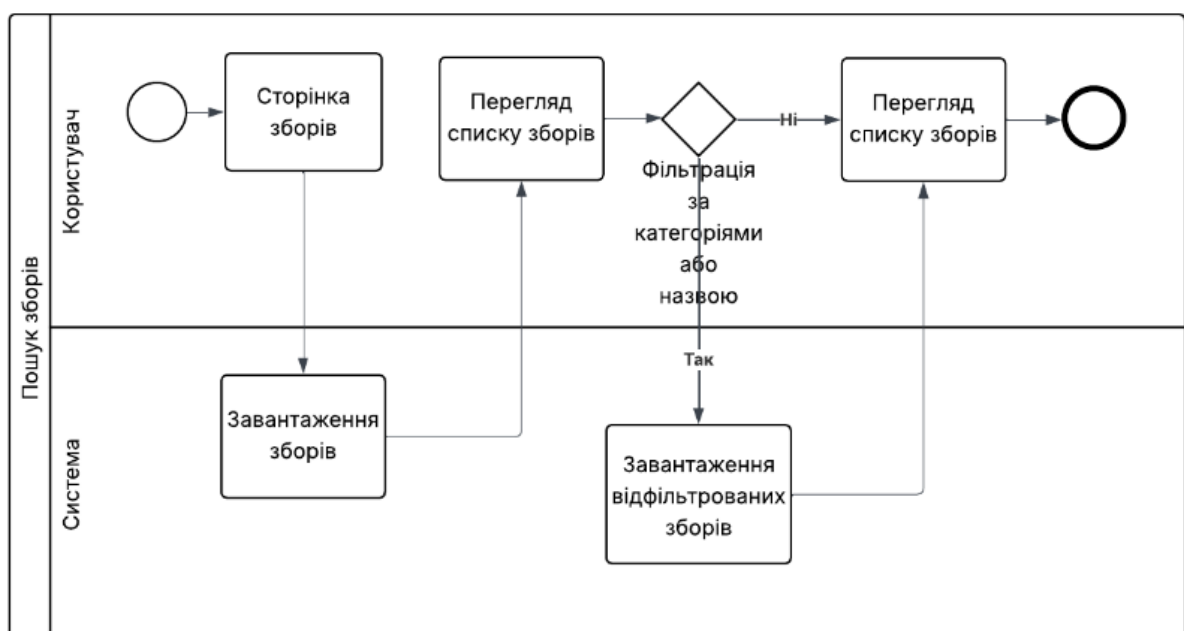 Пошук зборів
Користувач
Сторінка
зборів
Перегляд
списку зборів
Фільтрація
за
категоріями
або
назвою
Ні
Перегляд
списку зборів
Система
Завантаження
зборів
Так
Завантаження
відфільтрованих
зборів